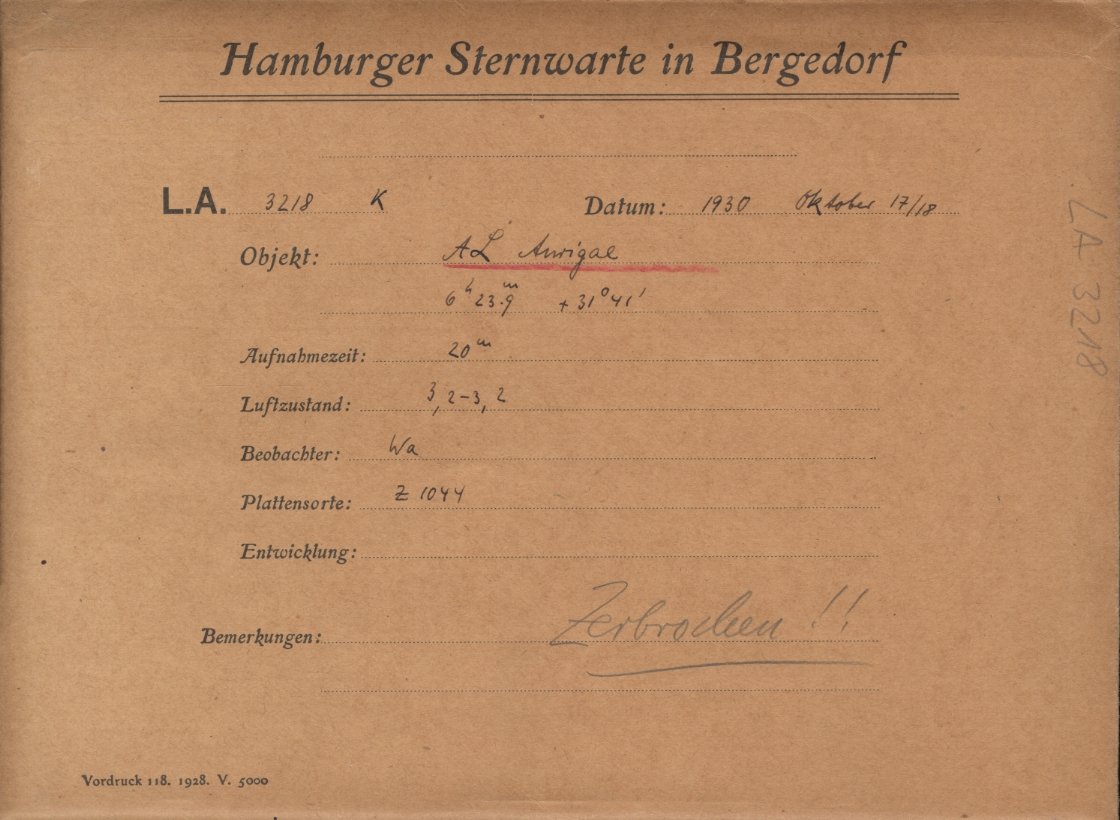 Hamburger Sternwarte in Bergedorf
L.A. 3218 K Datum: 1930 Oktober 17/18
Objekt: AL Aurigae
6ʰ 23.9ᵐ + 31° 41'
Aufnahmezeit: 20ᵐ
Luftzustand: 3,2-3,2
Beobachter: Wa
Plattensorte: Z 1044
Entwicklung:
Bemerkungen: Zerbrochen!!
Vordruck 118. 1928. V. 5000
LA 3218